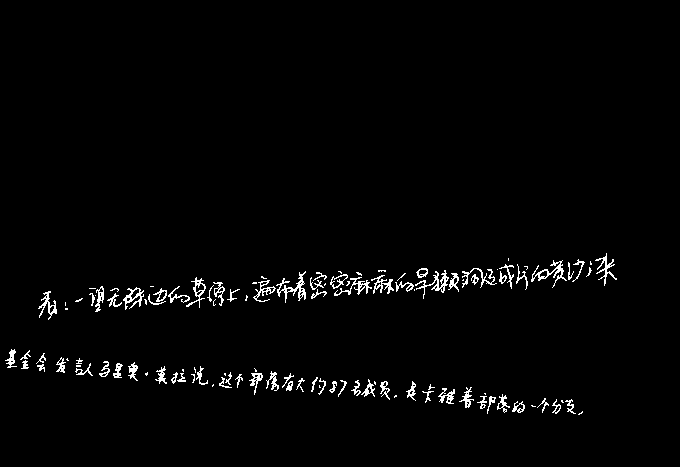 看:一望无际边的草原上,遍布着密密麻麻的旱獭洞及成片的黄沙
基金会发言人马里奥·莫拉说,这个部落有大约87名成员,是卡雅普部落的一个分支,